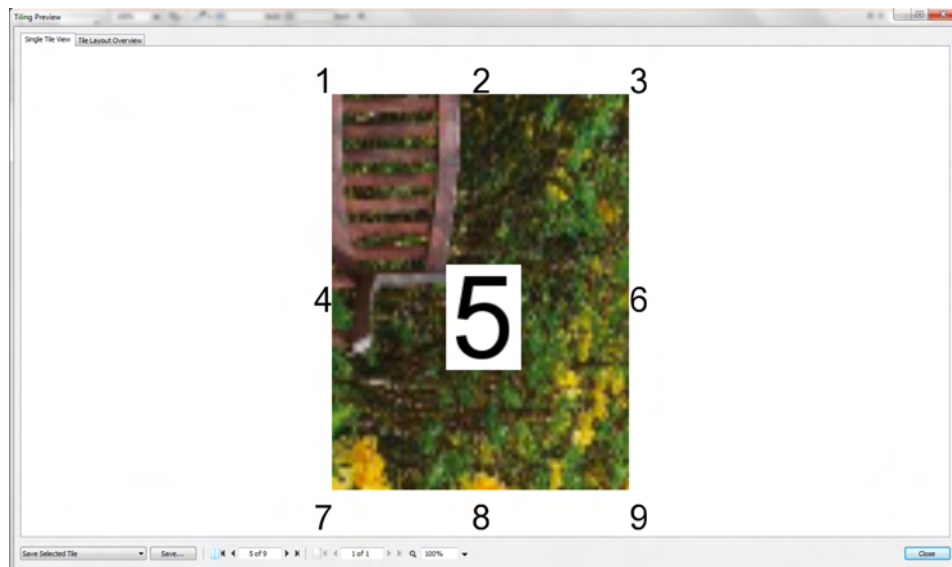 Tiling Preview
100%
Single Tile View Tile Layout Overview
1 2 3
4 5 6
7 8 9
Save Selected Tile Save... 5 of 9 1 of 1 100% Close